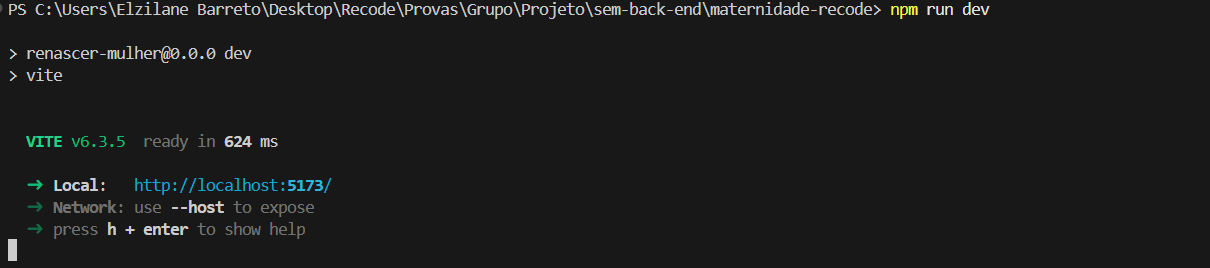 PS C:\Users\Elzilane Barreto\Desktop\Recode\Provas\Grupo\Projeto\sem-back-end\maternidade-recode> npm run dev
> renascer-mulher@0.0.0 dev
> vite
VITE v6.3.5 ready in 624 ms
➜ Local: http://localhost:5173/
➜ Network: use --host to expose
➜ press h + enter to show help